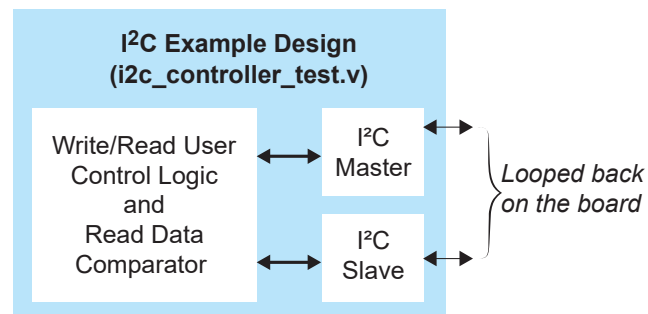 I²C Example Design
(i2c_controller_test.v)
Write/Read User
Control Logic
and
Read Data
Comparator
I²C
Master
I²C
Slave
Looped back
on the board